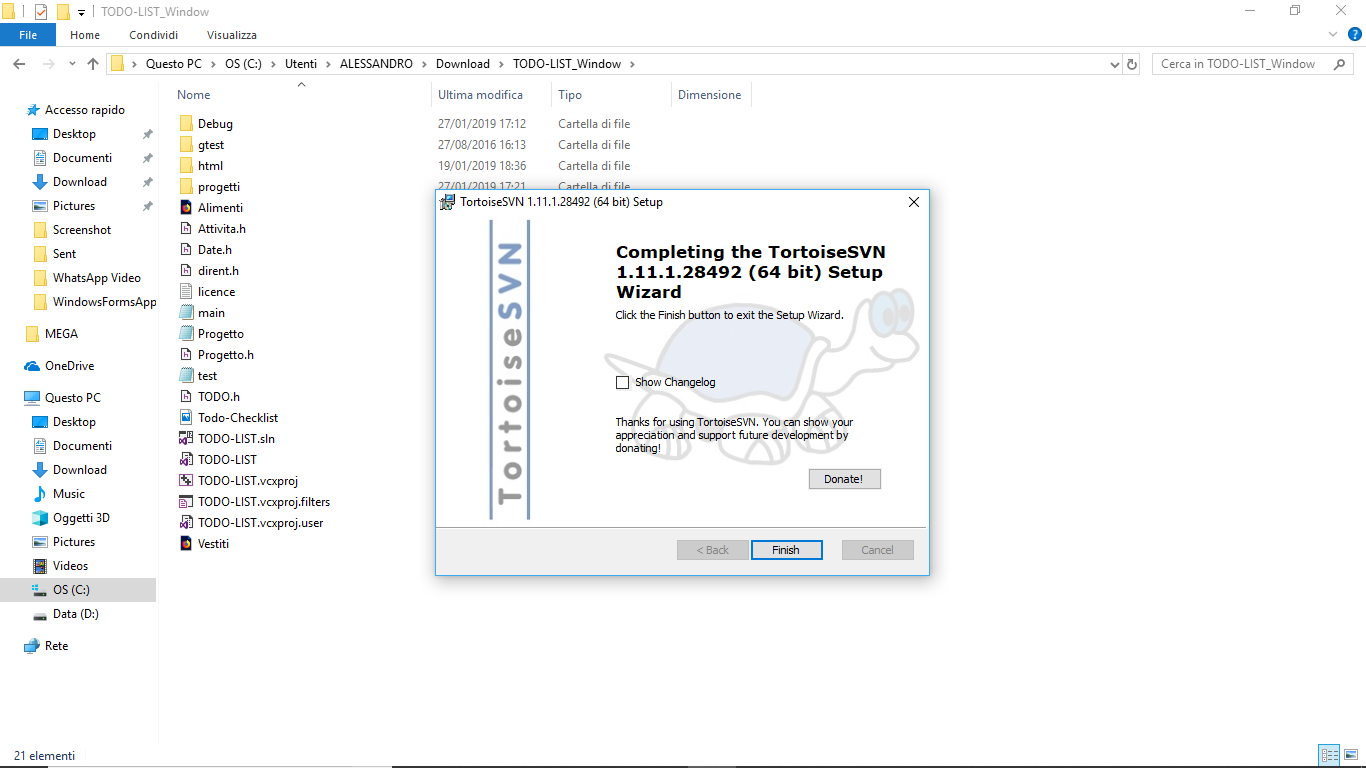 TODO-LIST_Window
File Home Condividi Visualizza
Questo PC OS (C:) Utenti ALESSANDRO Download TODO-LIST_Window
Cerca in TODO-LIST_Window
Accesso rapido
Desktop
Documenti
Download
Pictures
Screenshot
Sent
WhatsApp Video
WindowsFormsApp
MEGA
OneDrive
Questo PC
Desktop
Documenti
Download
Music
Oggetti 3D
Pictures
Videos
OS (C:)
Data (D:)
Rete
Nome Ultima modifica Tipo Dimensione
Debug 27/01/2019 17:12 Cartella di file
gtest 27/08/2016 16:13 Cartella di file
html 19/01/2019 18:36 Cartella di file
progetti 27/01/2019 17:21 Cartella di file
Alimenti
Attivita.h
Date.h
dirent.h
licence
main
Progetto
Progetto.h
test
TODO.h
Todo-Checklist
TODO-LIST.sln
TODO-LIST
TODO-LIST.vcxproj
TODO-LIST.vcxproj.filters
TODO-LIST.vcxproj.user
Vestiti
TortoiseSVN 1.11.1.28492 (64 bit) Setup
TortoiseSVN
Completing the TortoiseSVN
1.11.1.28492 (64 bit) Setup
Wizard
Click the Finish button to exit the Setup Wizard.
Show Changelog
Thanks for using TortoiseSVN. You can show your
appreciation and support future development by
donating!
Donate!
< Back Finish Cancel
21 elementi